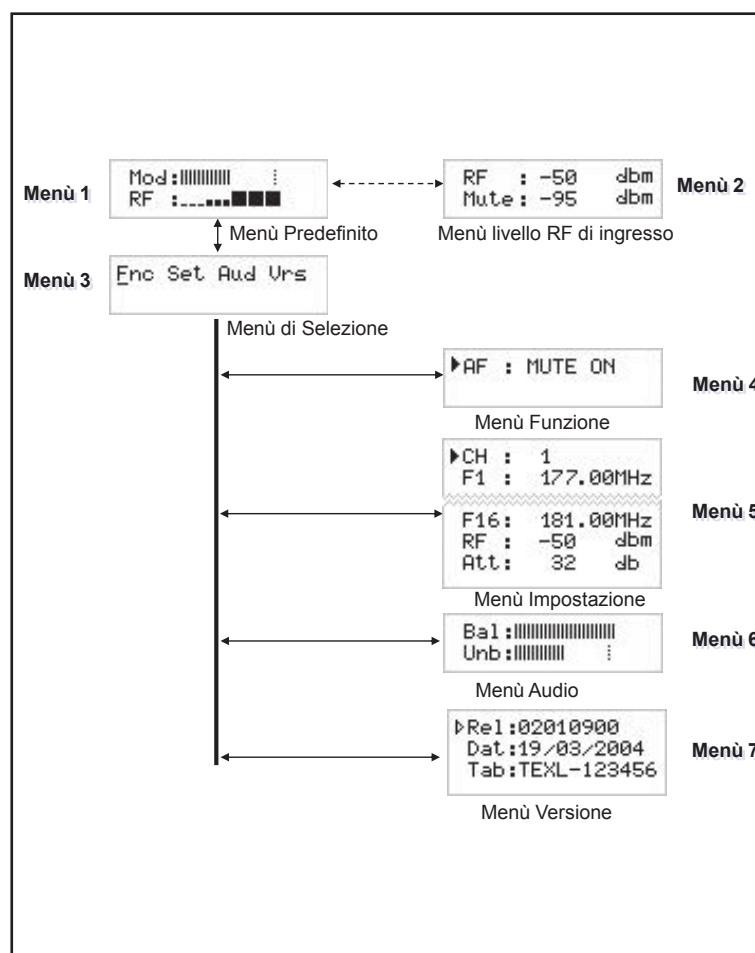 Menù 1
Mod:
RF :
RF : -50 dbm
Mute: -95 dbm
Menù 2
Menù Predefinito
Menù livello RF di ingresso
Menù 3
Fnc Set Aud Vrs
Menù di Selezione
AF : MUTE ON
Menù 4
Menù Funzione
CH : 1
F1 : 177.00MHz
F16: 181.00MHz
RF : -50 dbm
Att: 32 db
Menù 5
Menù Impostazione
Bal:
Unb:
Menù 6
Menù Audio
Rel:02010900
Dat:19/03/2004
Tab:TEXL-123456
Menù 7
Menù Versione